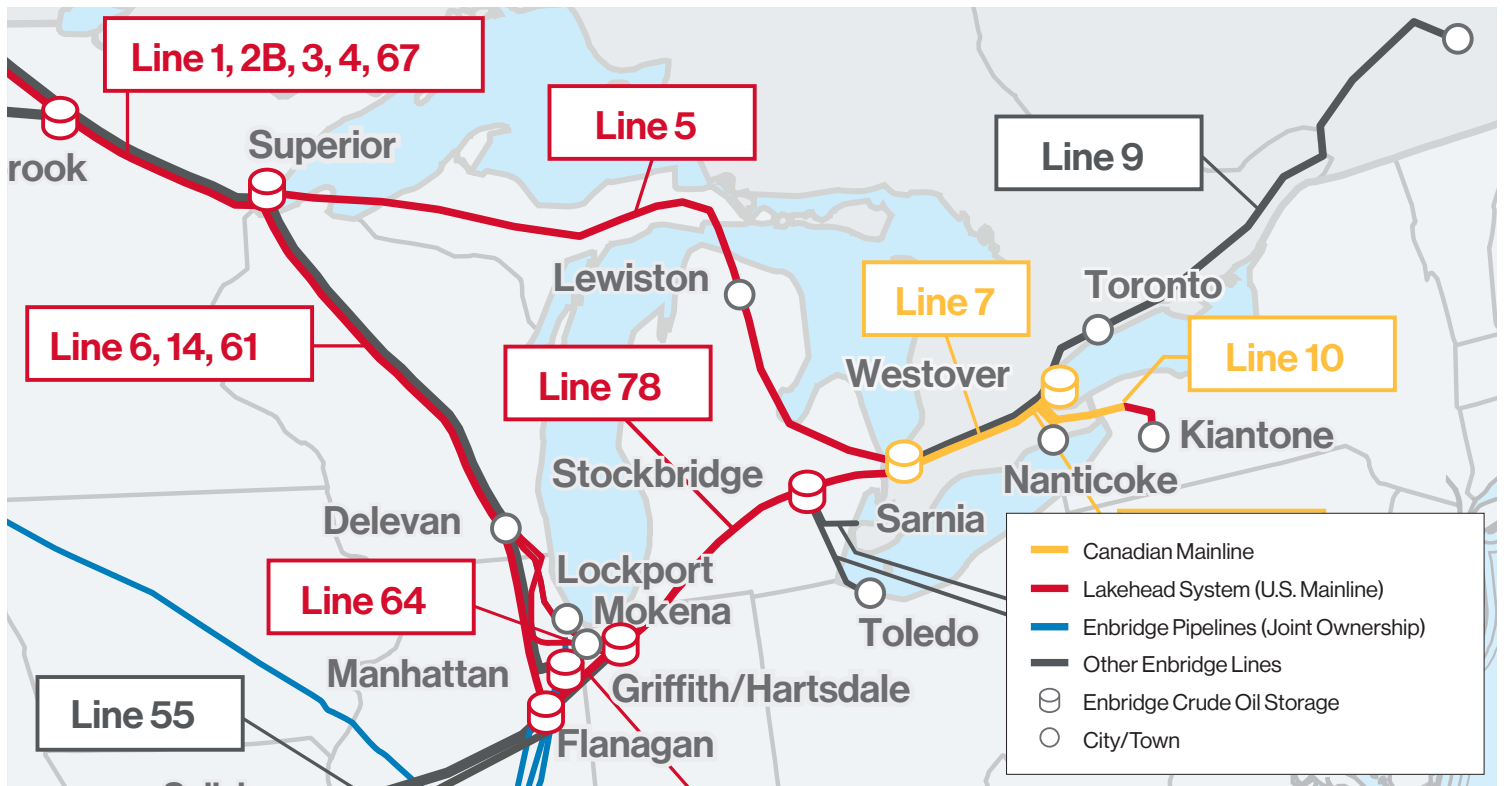 Line 1, 2B, 3, 4, 67
Line 5
Line 9
Superior
rook
Lewiston
Toronto
Line 7
Line 10
Line 6, 14, 61
Line 78
Westover
Kiantone
Stockbridge
Nanticoke
Delevan
Sarnia
Lockport
Line 64
Mokena
Toledo
Manhattan
Griffith/Hartsdale
Line 55
Flanagan
Canadian Mainline
Lakehead System (U.S. Mainline)
Enbridge Pipelines (Joint Ownership)
Other Enbridge Lines
Enbridge Crude Oil Storage
City/Town